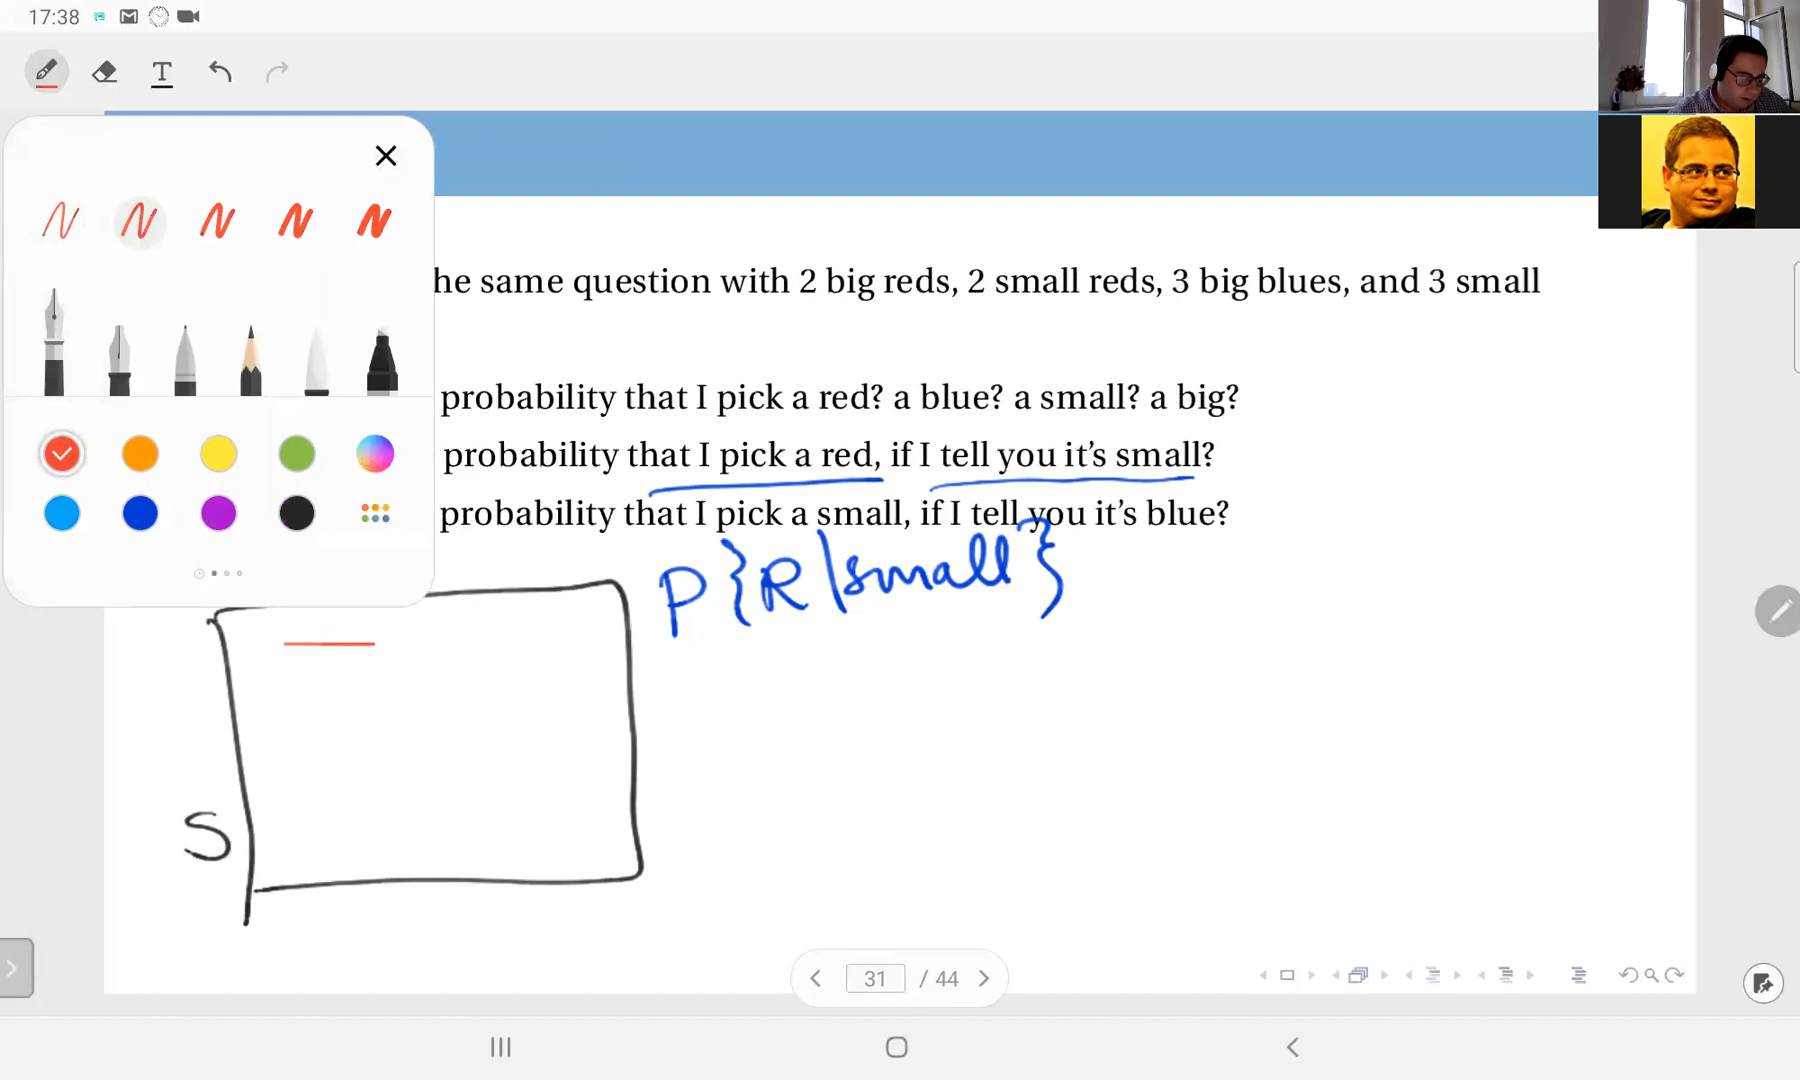 17:38
T
he same question with 2 big reds, 2 small reds, 3 big blues, and 3 small
probability that I pick a red? a blue? a small? a big?
probability that I pick a red, if I tell you it's small?
probability that I pick a small, if I tell you it's blue?
P{R|small}
S
31 / 44